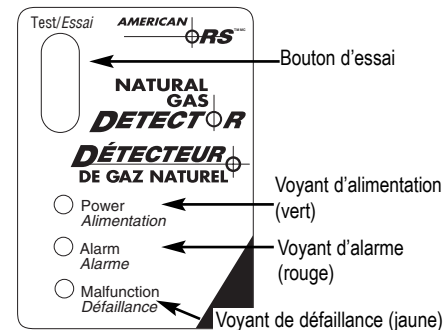 Test/Essai
AMERICAN
RS
Bouton d'essai
NATURAL
GAS
DETECTOR
DÉTECTEUR
DE GAZ NATUREL
Power
Alimentation
Voyant d'alimentation
(vert)
Alarm
Alarme
Voyant d'alarme
(rouge)
Malfunction
Défaillance
Voyant de défaillance (jaune)